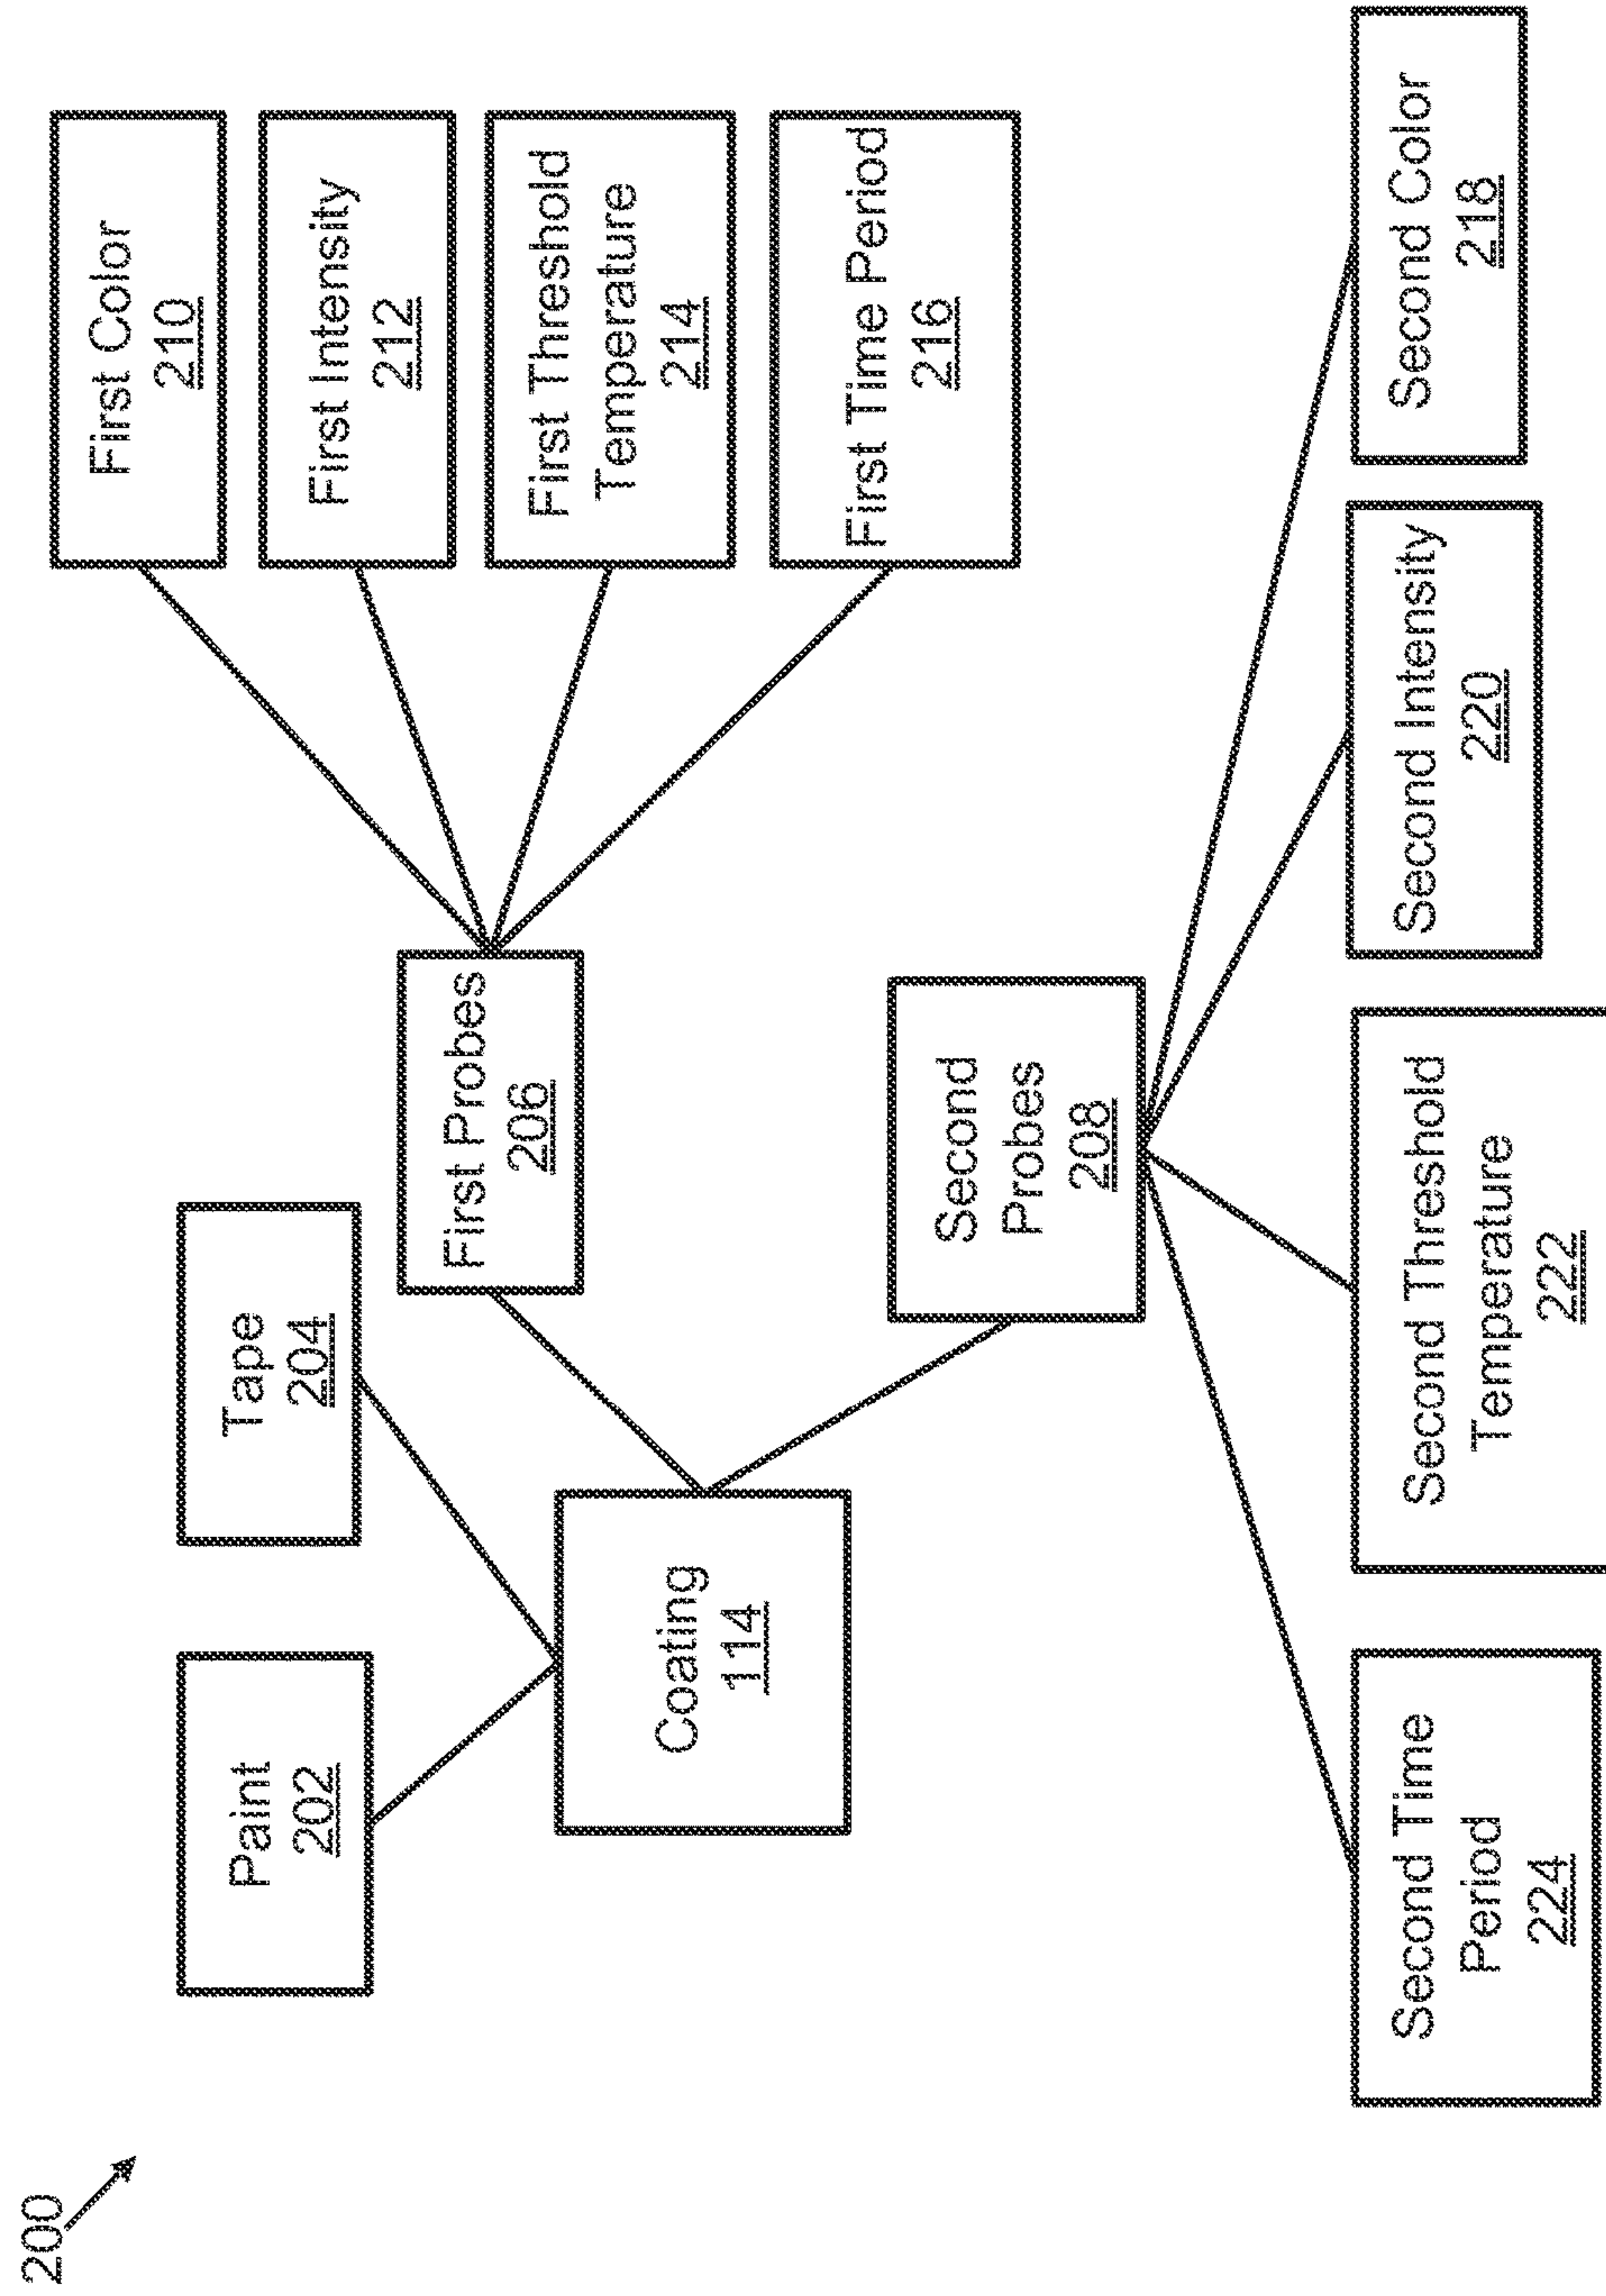 200
Paint
202
Tape
204
Coating
114
First Probes
206
Second
Probes
208
First Color
210
First Intensity
212
First Threshold
Temperature
214
First Time Period
216
Second Time
Period
224
Second Threshold
Temperature
222
Second Intensity
220
Second Color
218